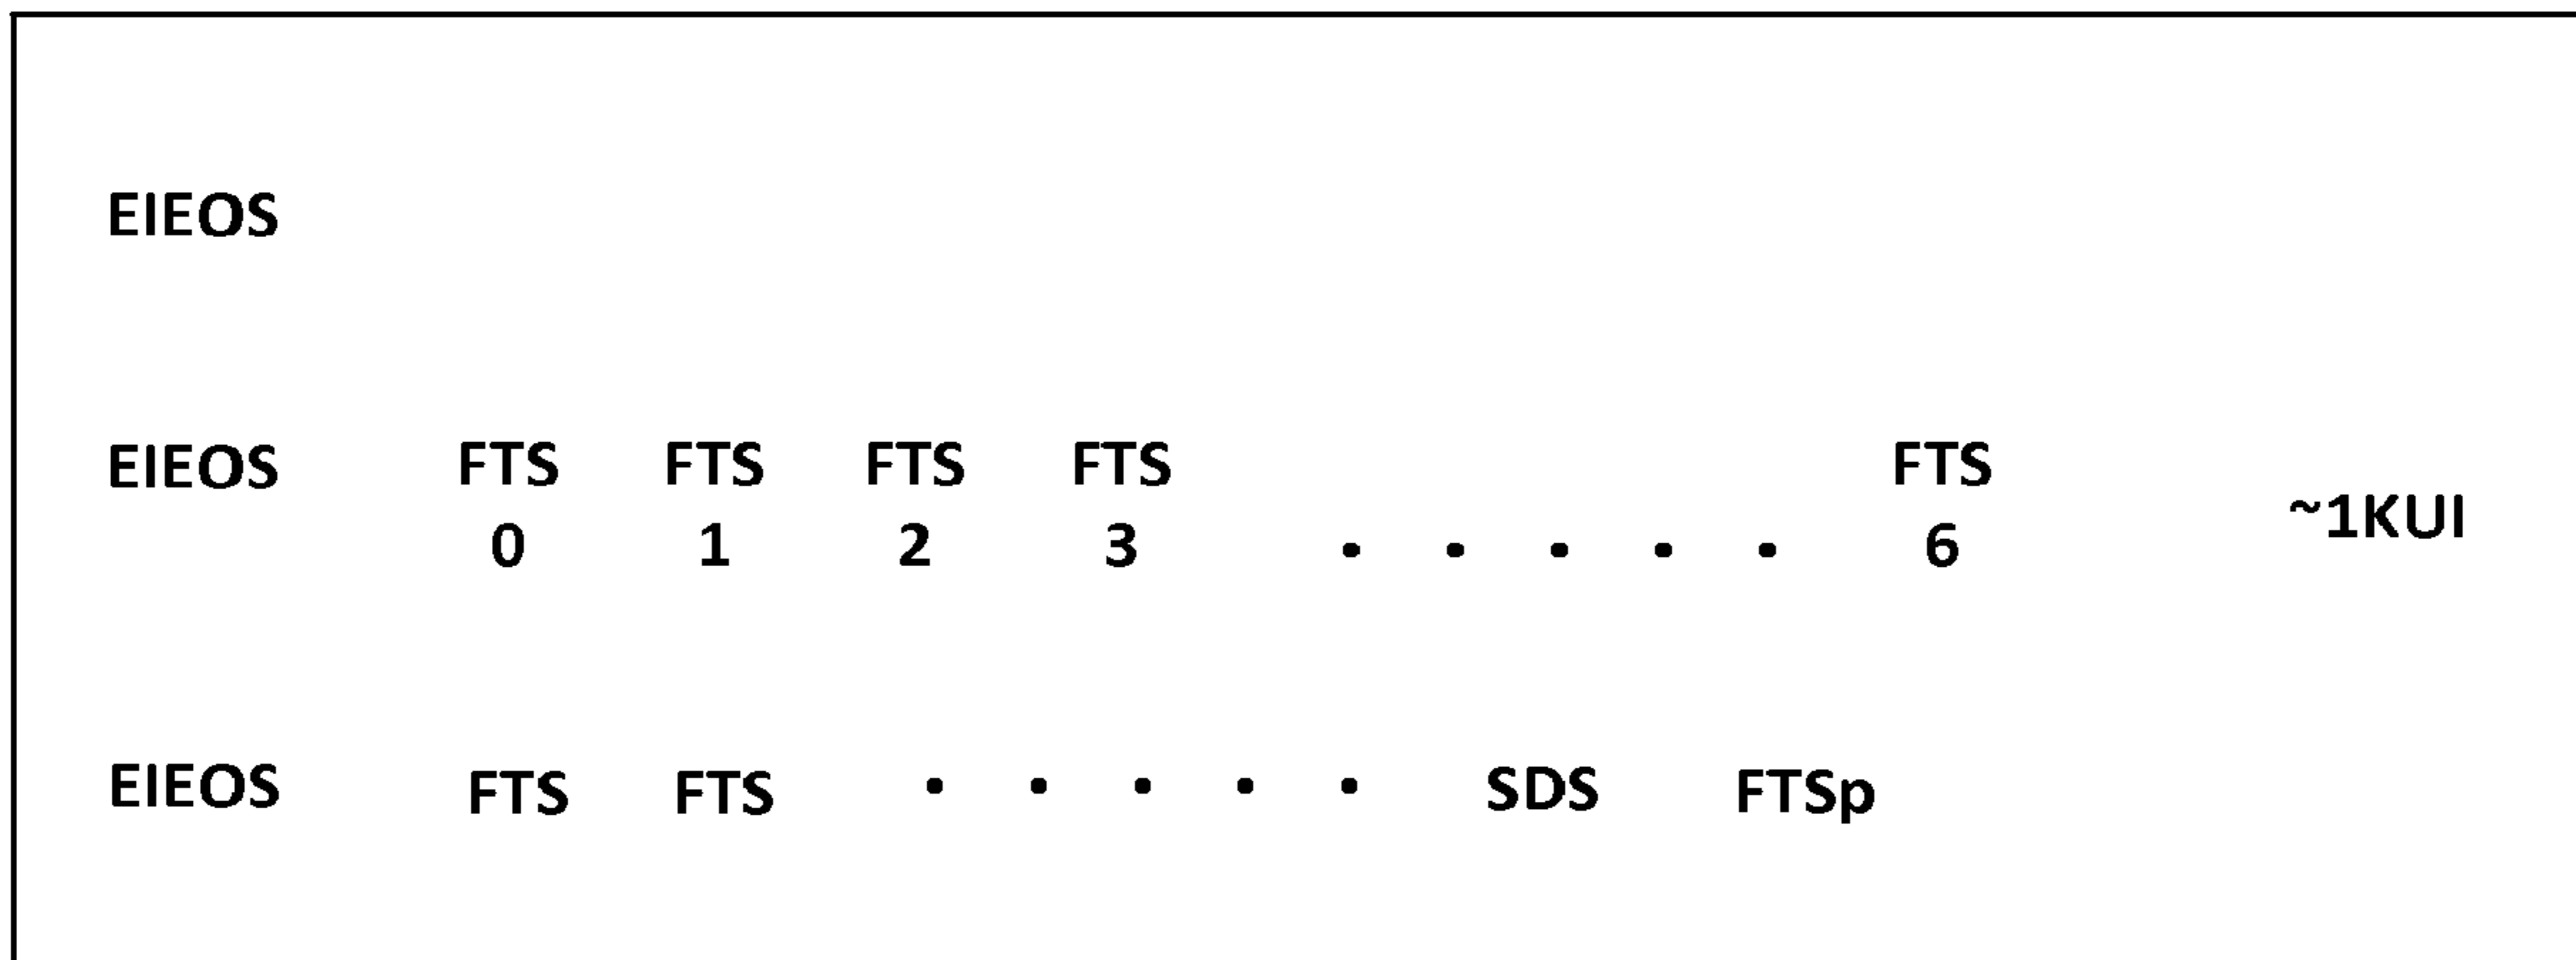 EIEOS
EIEOS FTS FTS FTS FTS FTS
0 1 2 3 . . . . . 6 ~1KUI
EIEOS FTS FTS . . . . . SDS FTSp